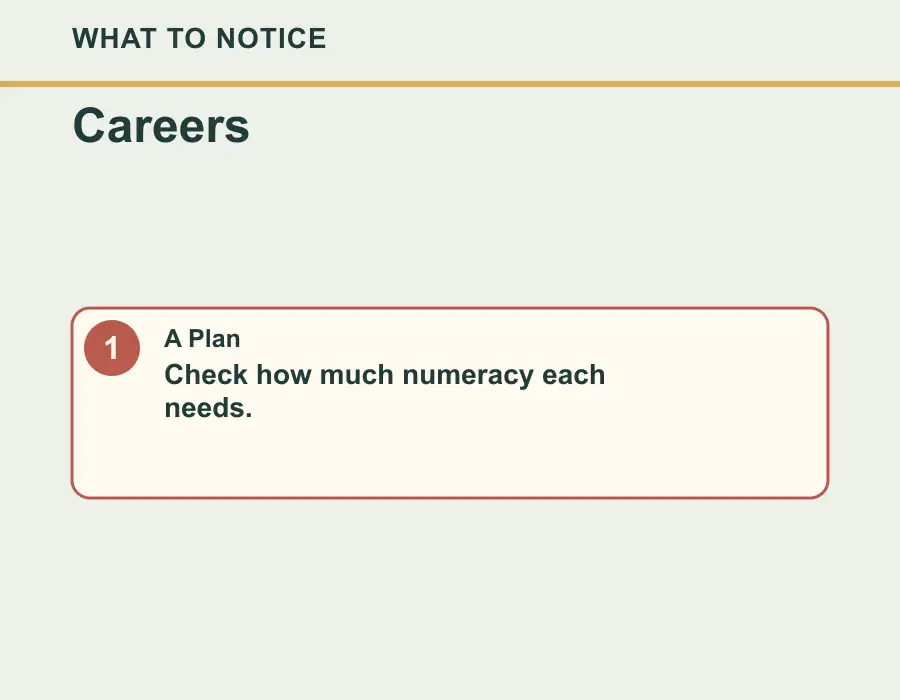 WHAT TO NOTICE
Careers
1
A Plan
Check how much numeracy each
needs.